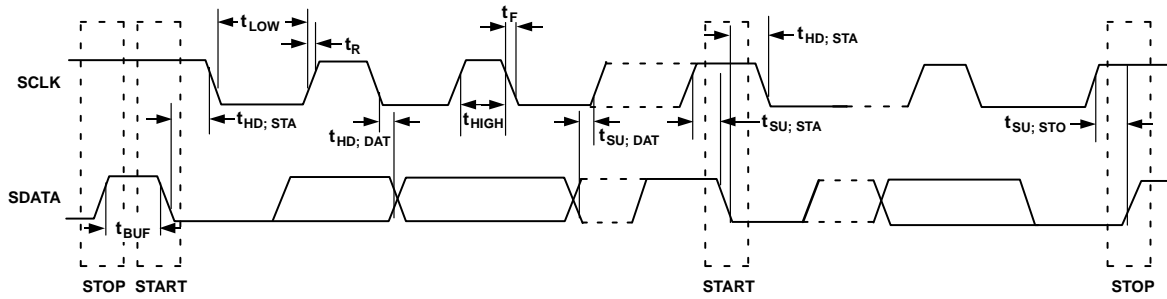 tLOW
tR
tF
tHD; STA
SCLK
tHD; STA
tHD; DAT
tHIGH
tSU; DAT
tSU; STA
tSU; STO
SDATA
tBUF
STOP START
START
STOP